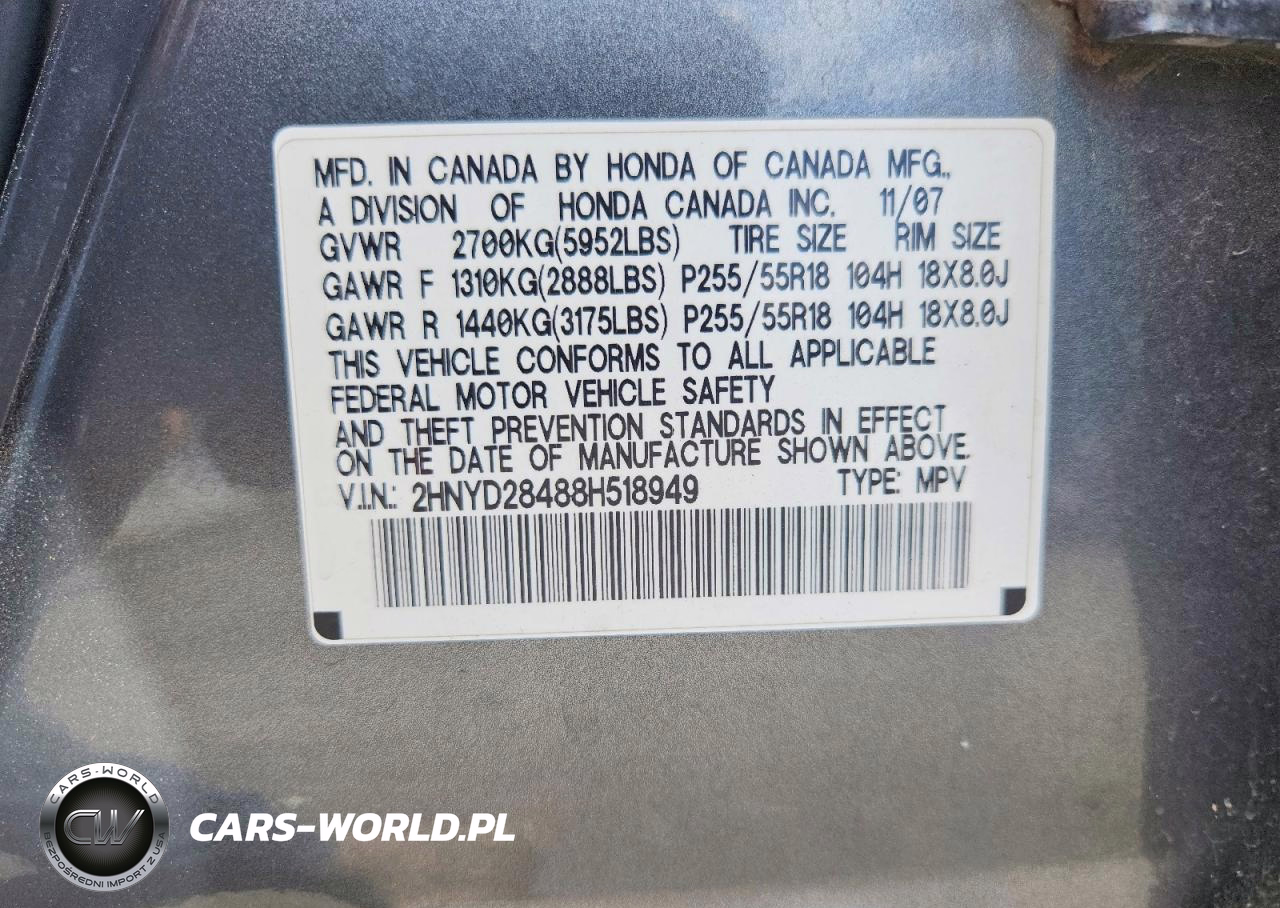 MFD. IN CANADA BY HONDA OF CANADA MFG.,
A DIVISION OF HONDA CANADA INC. 11/07
GVWR 2700KG(5952LBS) TIRE SIZE RIM SIZE
GAWR F 1310KG(2888LBS) P255/55R18 104H 18X8.0J
GAWR R 1440KG(3175LBS) P255/55R18 104H 18X8.0J
THIS VEHICLE CONFORMS TO ALL APPLICABLE
FEDERAL MOTOR VEHICLE SAFETY
AND THEFT PREVENTION STANDARDS IN EFFECT
ON THE DATE OF MANUFACTURE SHOWN ABOVE.
V.I.N.: 2HNYD28488H518949 TYPE: MPV
CARS-WORLD
CW
BEZPOŚREDNI IMPORT Z USA
CARS-WORLD.PL